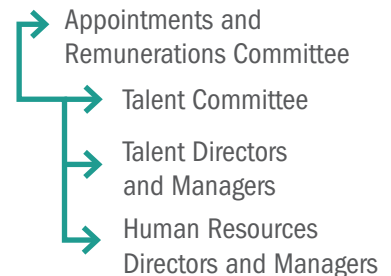 Appointments and
Remunerations Committee
Talent Committee
Talent Directors
and Managers
Human Resources
Directors and Managers